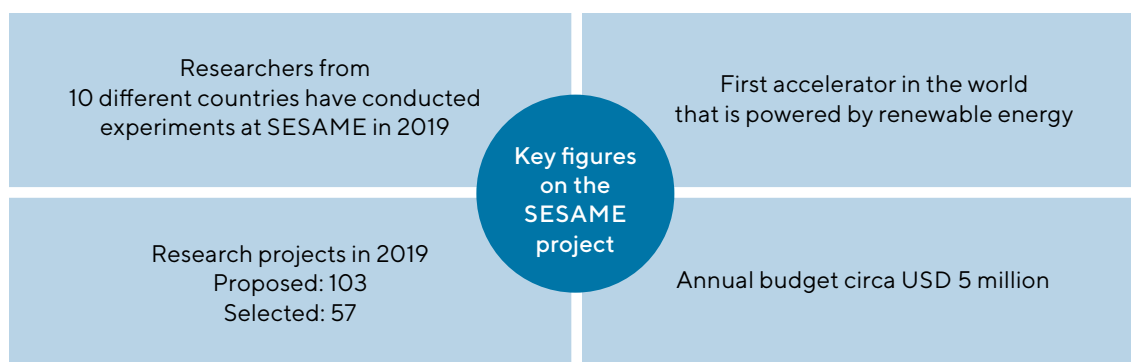 Researchers from
10 different countries have conducted
experiments at SESAME in 2019
First accelerator in the world
that is powered by renewable energy
Key figures
on the
SESAME
project
Research projects in 2019
Proposed: 103
Selected: 57
Annual budget circa USD 5 million